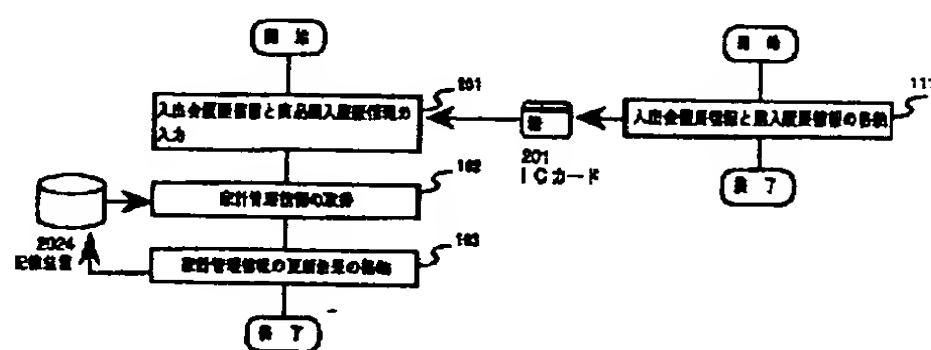 開 始
開 始
201
111
入出金履歴情報と商品購入履歴情報の
入力
入出金履歴情報と購入履歴情報の格納
201
ICカード
終 了
102
家計管理情報の取得
2024
記憶装置
103
家計管理情報の更新結果の格納
終 了